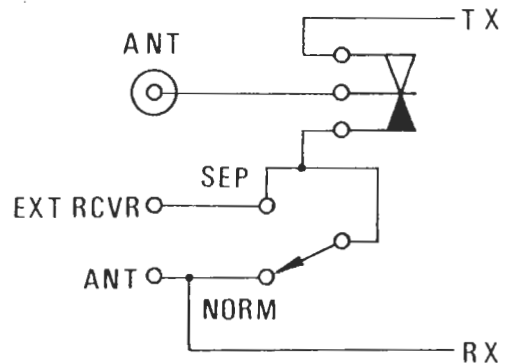 TX
ANT
SEP
EXT RCVR
ANT
NORM
RX